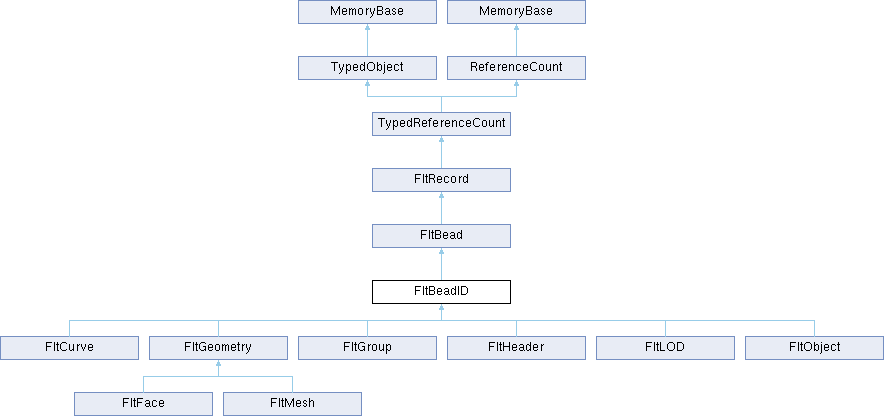 MemoryBase MemoryBase
TypedObject ReferenceCount
TypedReferenceCount
FltRecord
FltBead
FltBeadID
FltCurve FltGeometry FltGroup FltHeader FltLOD FltObject
FltFace FltMesh